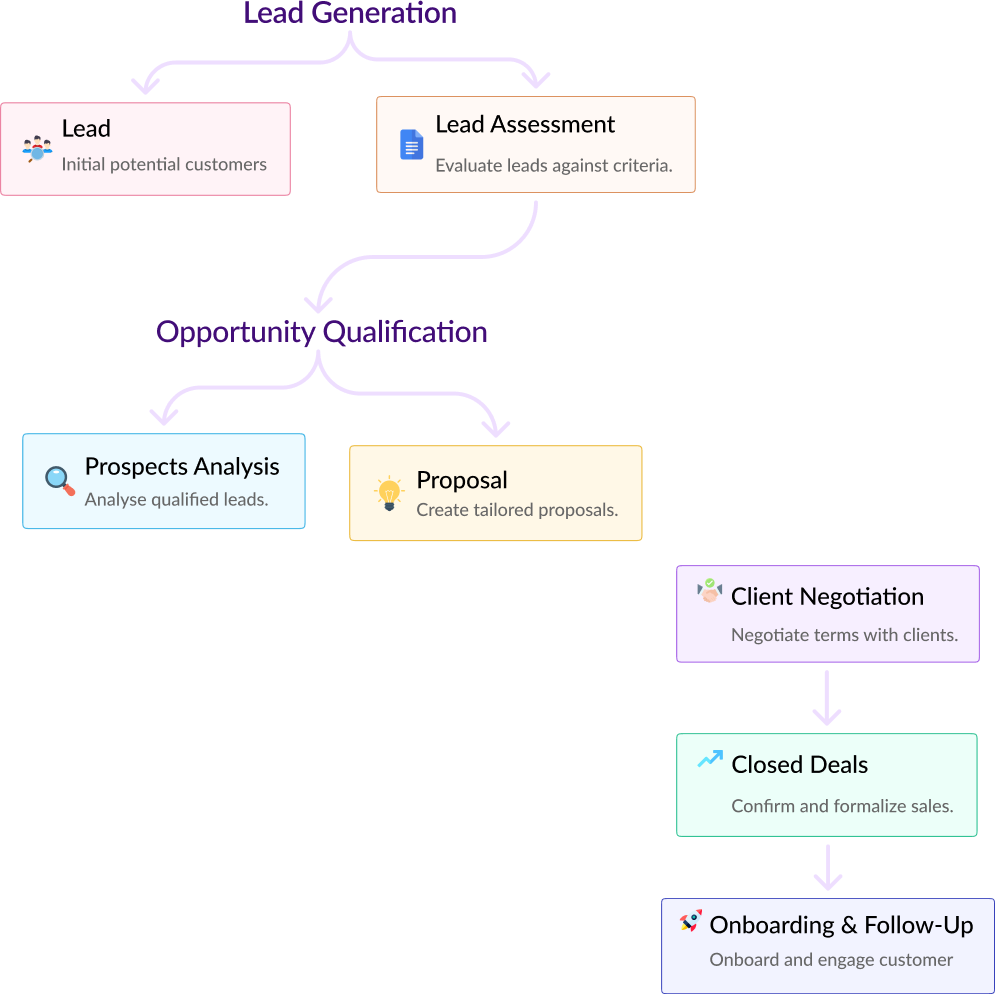 Lead Generation
Lead
Initial potential customers
Lead Assessment
Evaluate leads against criteria.
Opportunity Qualification
Prospects Analysis
Analyse qualified leads.
Proposal
Create tailored proposals.
Client Negotiation
Negotiate terms with clients.
Closed Deals
Confirm and formalize sales.
Onboarding & Follow-Up
Onboard and engage customer